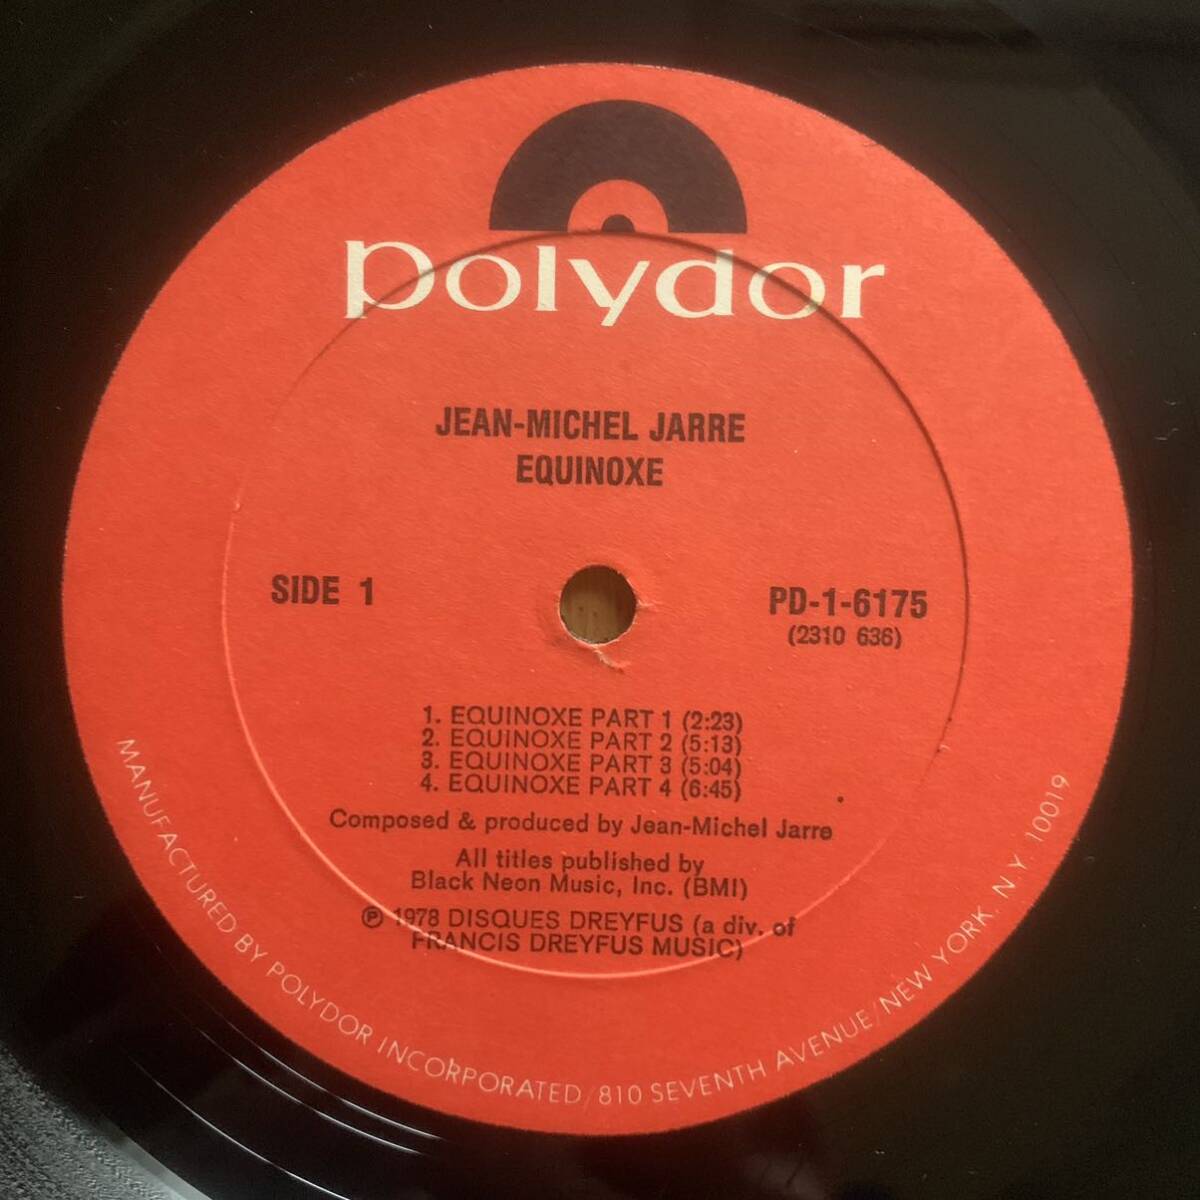 polydor
JEAN-MICHEL JARRE
EQUINOXE
SIDE 1
PD-1-6175
(2310 636)
1. EQUINOXE PART 1 (2:23)
2. EQUINOXE PART 2 (5:13)
3. EQUINOXE PART 3 (5:04)
4. EQUINOXE PART 4 (6:45)
Composed & produced by Jean-Michel Jarre
All titles published by
Black Neon Music, Inc. (BMI)
℗ 1978 DISQUES DREYFUS (a div. of
FRANCIS DREYFUS MUSIC)
MANUFACTURED BY POLYDOR INCORPORATED/810 SEVENTH AVENUE/NEW YORK, N.Y. 10019